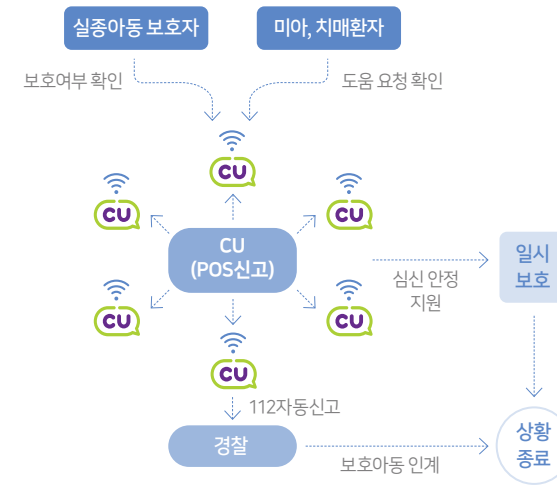 실종아동 보호자
미아, 치매환자
보호여부 확인
도움 요청 확인
CU
CU
CU
CU
(POS신고)
일시
보호
심신 안정
지원
CU
CU
CU
112자동신고
경찰
보호아동 인계
상황
종료